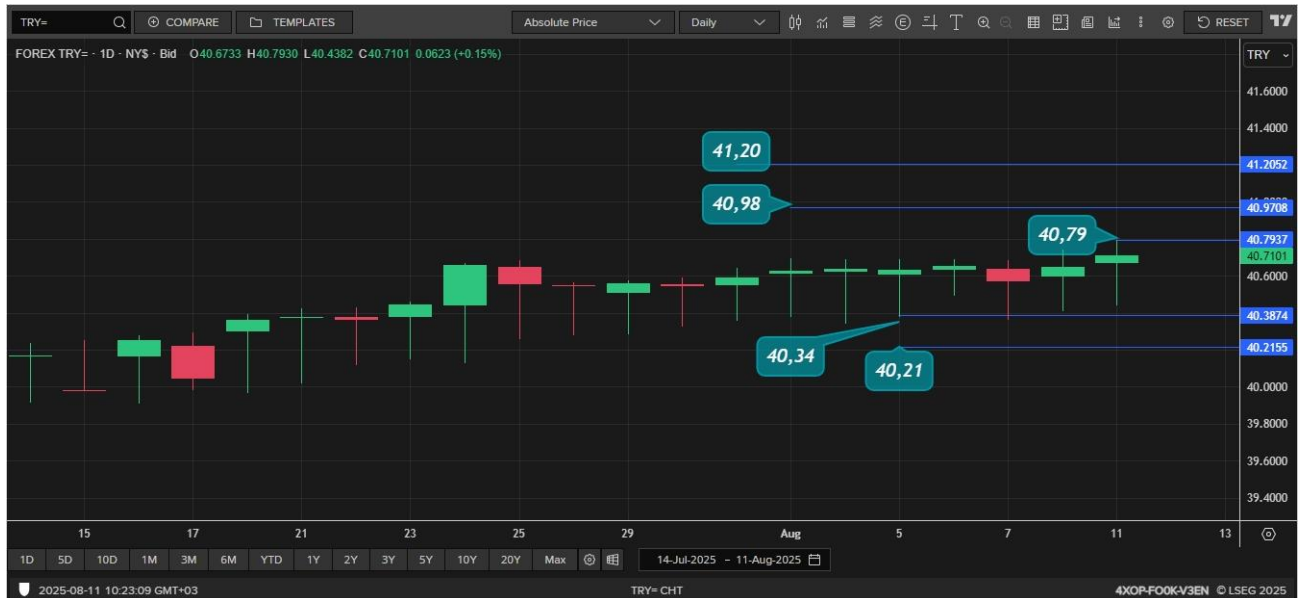 TRY=
COMPARE
TEMPLATES
Absolute Price
Daily
RESET
FOREX TRY= · 1D · NY$ · Bid O40.6733 H40.7930 L40.4382 C40.7101 0.0623 (+0.15%)
TRY
41.6000
41.4000
41,20
41.2052
40,98
40.9708
40,79
40.7937
40.7101
40.6000
40.3874
40,34
40.2155
40,21
40.0000
39.8000
39.6000
39.4000
15 17 21 23 25 29 Aug 5 7 11 13
1D 5D 10D 1M 3M 6M YTD 1Y 2Y 3Y 5Y 10Y 20Y Max 14-Jul-2025 - 11-Aug-2025
2025-08-11 10:23:09 GMT+03 TRY= CHT 4XOP-FO0K-V3EN © LSEG 2025